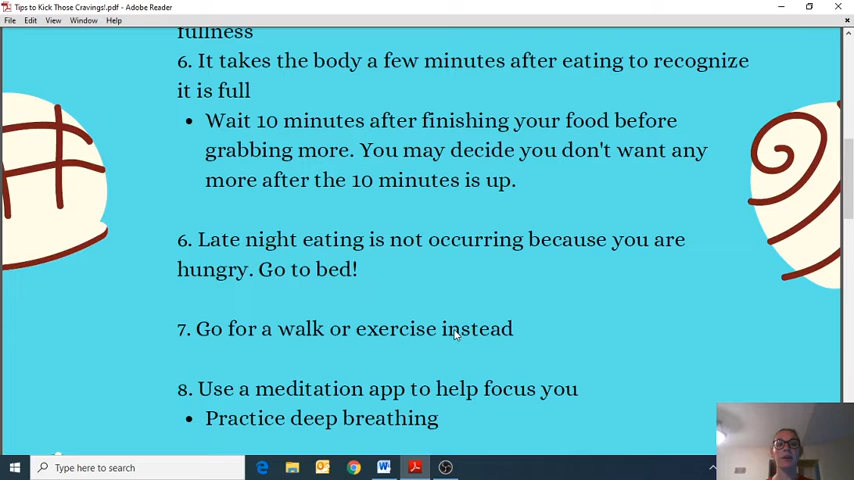 Tips to Kick Those Cravings!.pdf - Adobe Reader
File Edit View Window Help
fullness
6. It takes the body a few minutes after eating to recognize
it is full
• Wait 10 minutes after finishing your food before
grabbing more. You may decide you don't want any
more after the 10 minutes is up.
6. Late night eating is not occurring because you are
hungry. Go to bed!
7. Go for a walk or exercise instead
8. Use a meditation app to help focus you
• Practice deep breathing
Type here to search